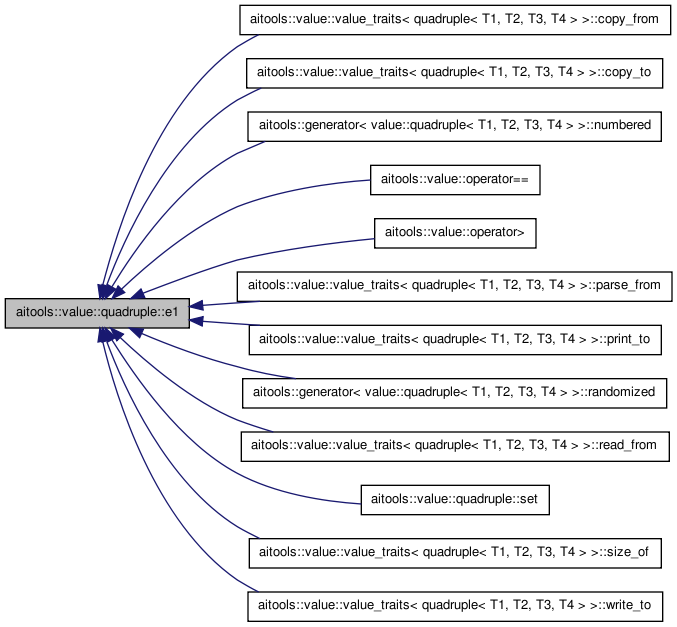 aitools::value::value_traits< quadruple< T1, T2, T3, T4 > >::copy_from
aitools::value::value_traits< quadruple< T1, T2, T3, T4 > >::copy_to
aitools::generator< value::quadruple< T1, T2, T3, T4 > >::numbered
aitools::value::operator==
aitools::value::operator>
aitools::value::value_traits< quadruple< T1, T2, T3, T4 > >::parse_from
aitools::value::quadruple::e1
aitools::value::value_traits< quadruple< T1, T2, T3, T4 > >::print_to
aitools::generator< value::quadruple< T1, T2, T3, T4 > >::randomized
aitools::value::value_traits< quadruple< T1, T2, T3, T4 > >::read_from
aitools::value::quadruple::set
aitools::value::value_traits< quadruple< T1, T2, T3, T4 > >::size_of
aitools::value::value_traits< quadruple< T1, T2, T3, T4 > >::write_to